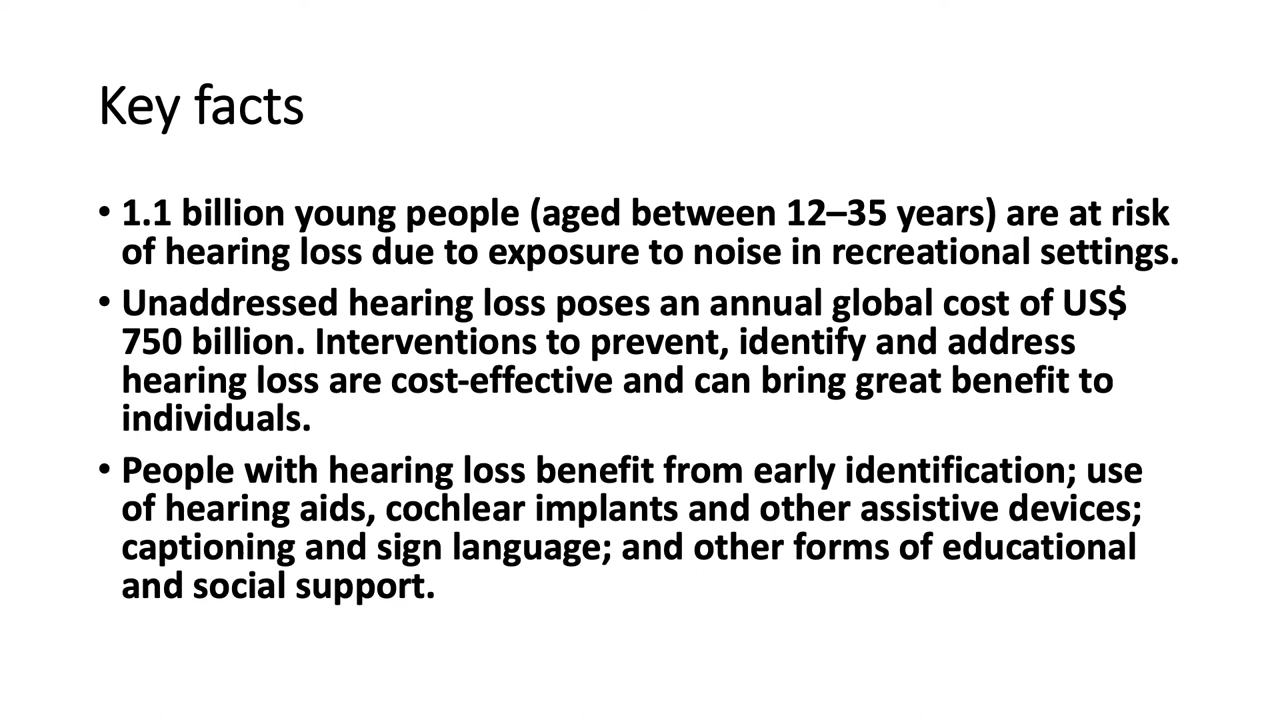 Key facts
• 1.1 billion young people (aged between 12–35 years) are at risk
of hearing loss due to exposure to noise in recreational settings.
• Unaddressed hearing loss poses an annual global cost of US$
750 billion. Interventions to prevent, identify and address
hearing loss are cost-effective and can bring great benefit to
individuals.
• People with hearing loss benefit from early identification; use
of hearing aids, cochlear implants and other assistive devices;
captioning and sign language; and other forms of educational
and social support.